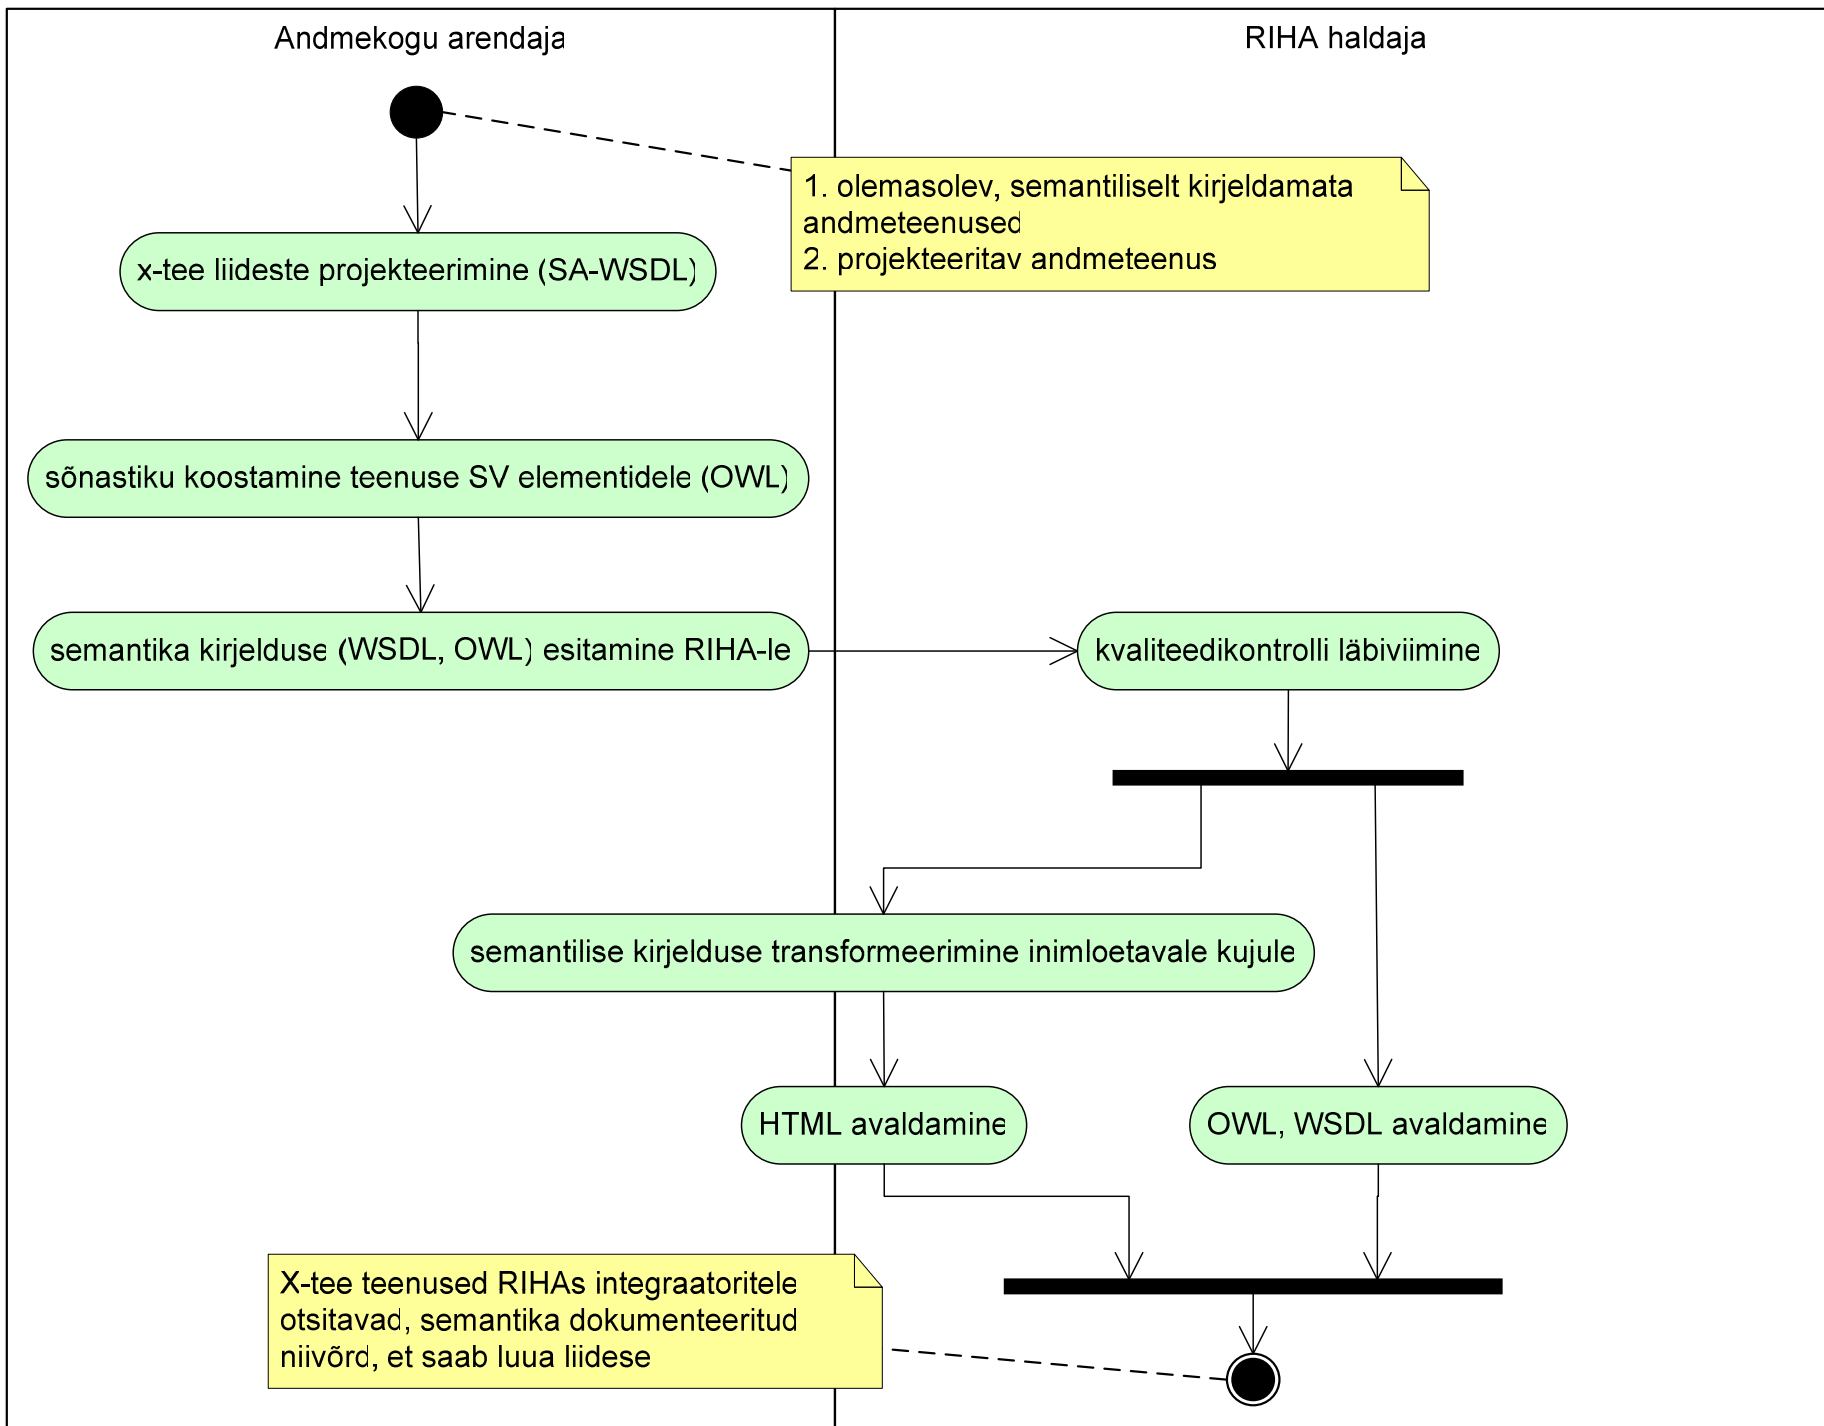 Andmekogu arendaja
RIHA haldaja
1. olemasolev, semantiliselt kirjeldamata
andmeteenused
2. projekteeritav andmeteenus
x-tee liideste projekteerimine (SA-WSDL)
sõnastiku koostamine teenuse SV elementidele (OWL)
semantika kirjelduse (WSDL, OWL) esitamine RIHA-le
kvaliteedikontrolli läbiviimine
semantilise kirjelduse transformeerimine inimloetavale kujule
HTML avaldamine
OWL, WSDL avaldamine
X-tee teenused RIHAs integraatoritele
otsitavad, semantika dokumenteeritud
niivõrd, et saab luua liidese